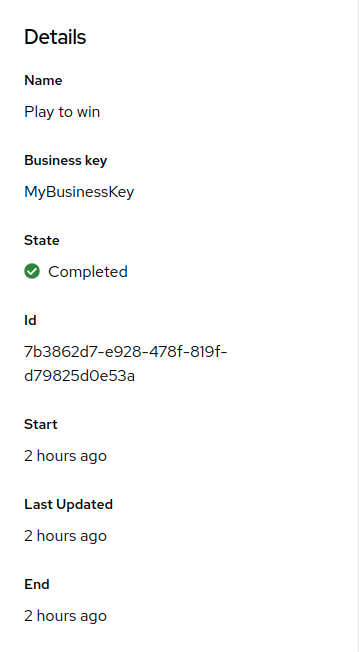 Details
Name
Play to win
Business key
MyBusinessKey
State
Completed
Id
7b3862d7-e928-478f-819f-
d79825d0e53a
Start
2 hours ago
Last Updated
2 hours ago
End
2 hours ago